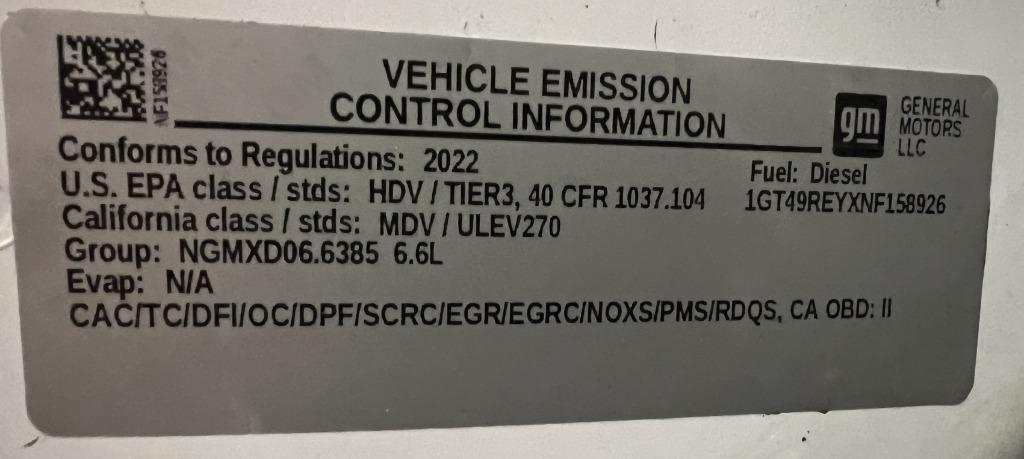 NF158926
VEHICLE EMISSION
CONTROL INFORMATION
gm
GENERAL
MOTORS
LLC
Conforms to Regulations: 2022
Fuel: Diesel
U.S. EPA class / stds: HDV / TIER3, 40 CFR 1037.104
1GT49REYXNF158926
California class / stds: MDV / ULEV270
Group: NGMXD06.6385 6.6L
Evap: N/A
CAC/TC/DFI/OC/DPF/SCRC/EGR/EGRC/NOXS/PMS/RDQS, CA OBD: II